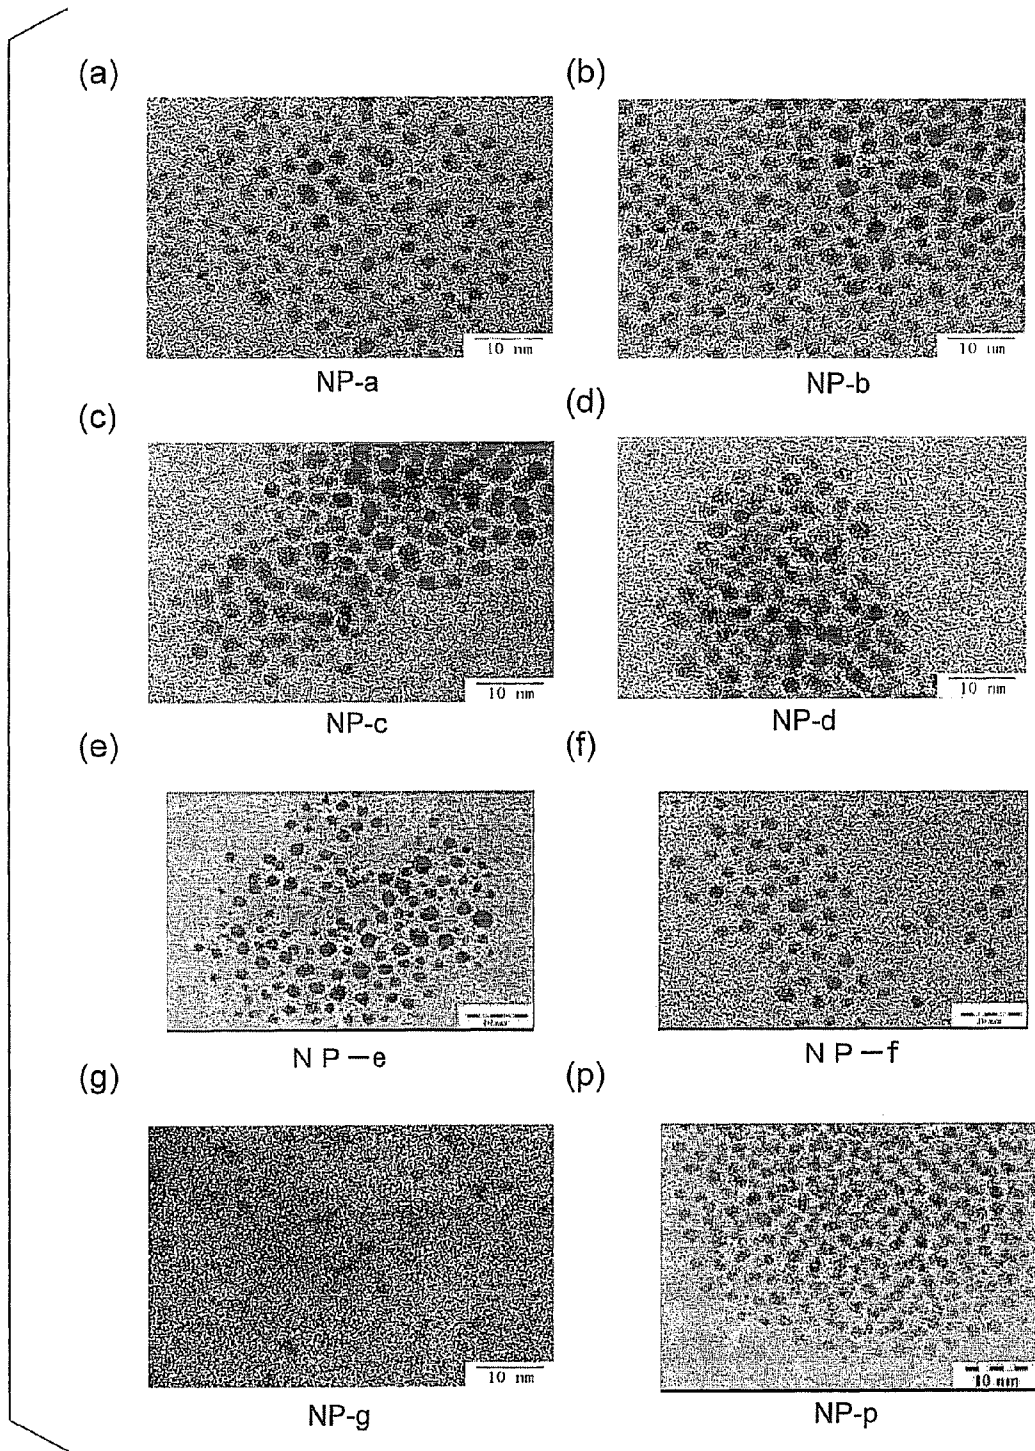 (a)
(b)
10 nm
10 nm
NP-a
NP-b
(c)
(d)
10 nm
10 nm
NP-c
NP-d
(e)
(f)
N P－e
N P－f
(g)
(p)
10 nm
10 nm
NP-g
NP-p